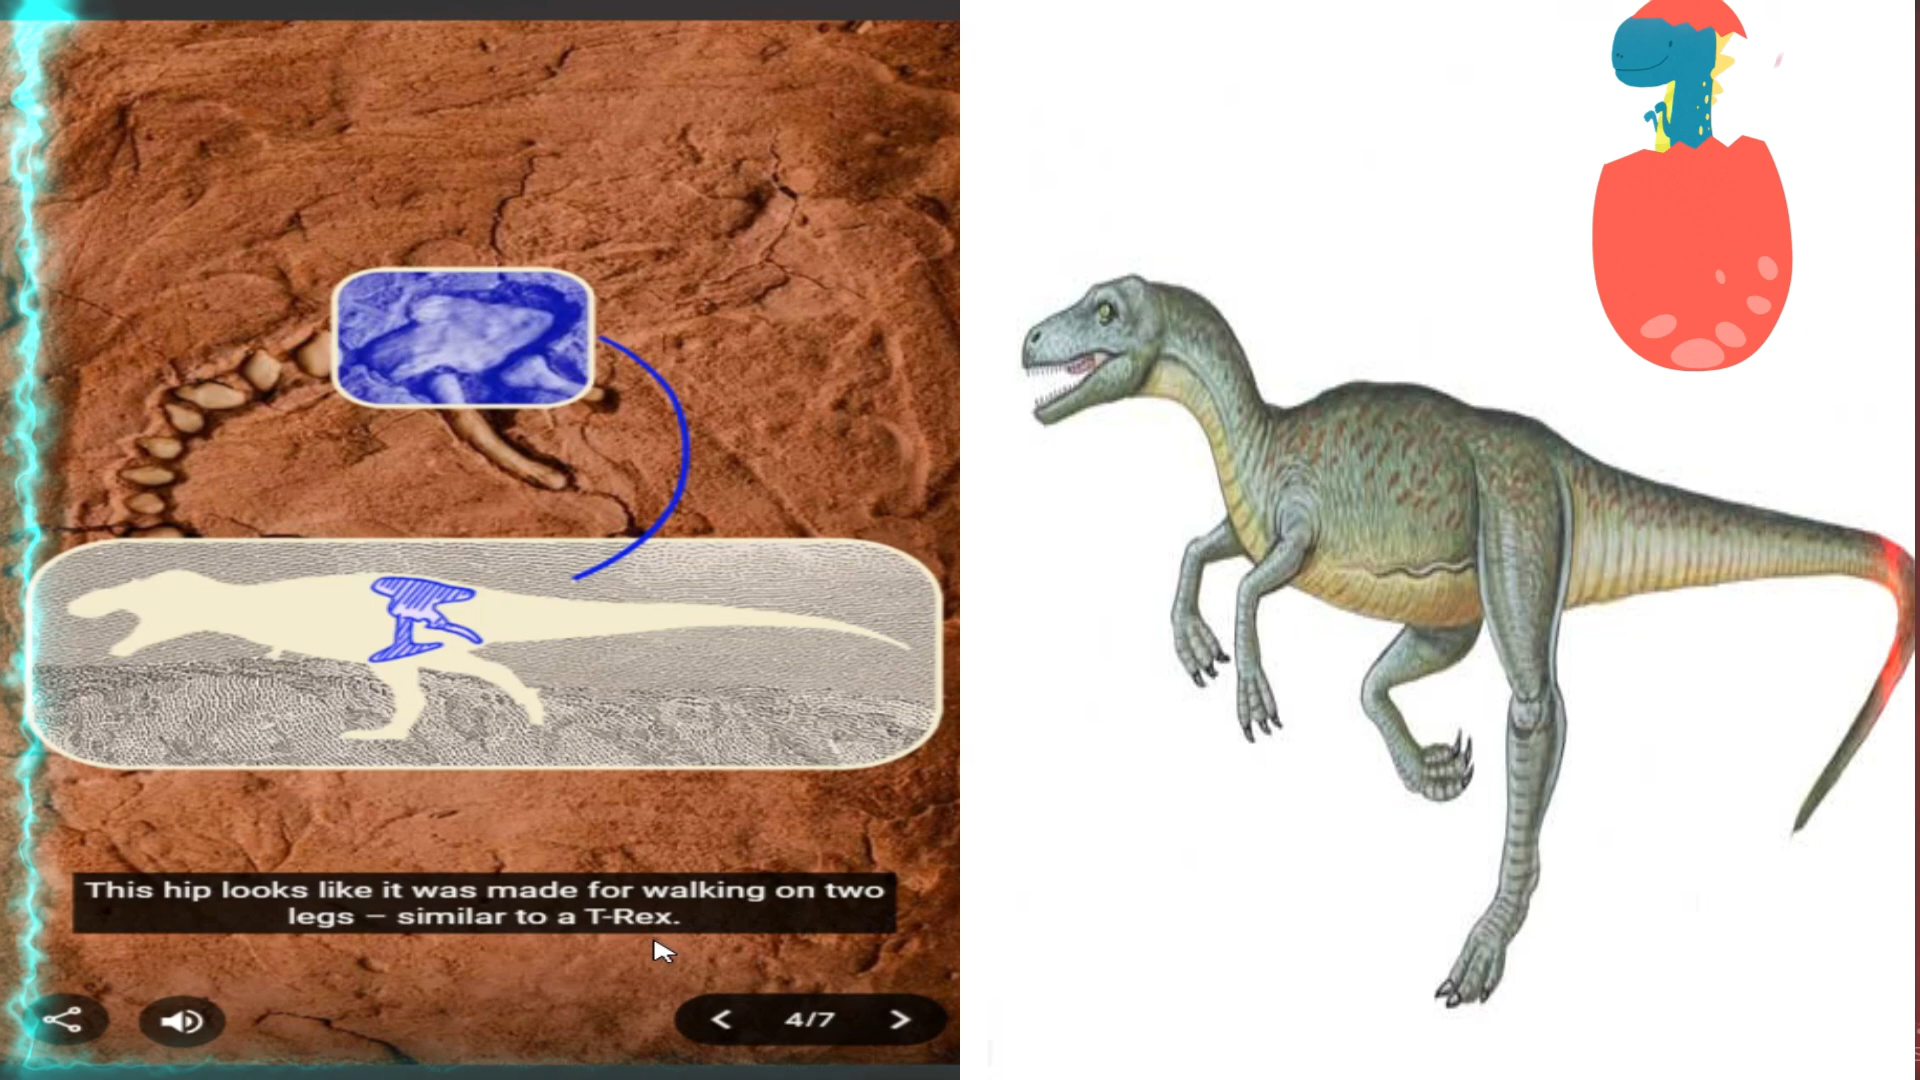 This hip looks like it was made for walking on two
legs – similar to a T-Rex.
4/7